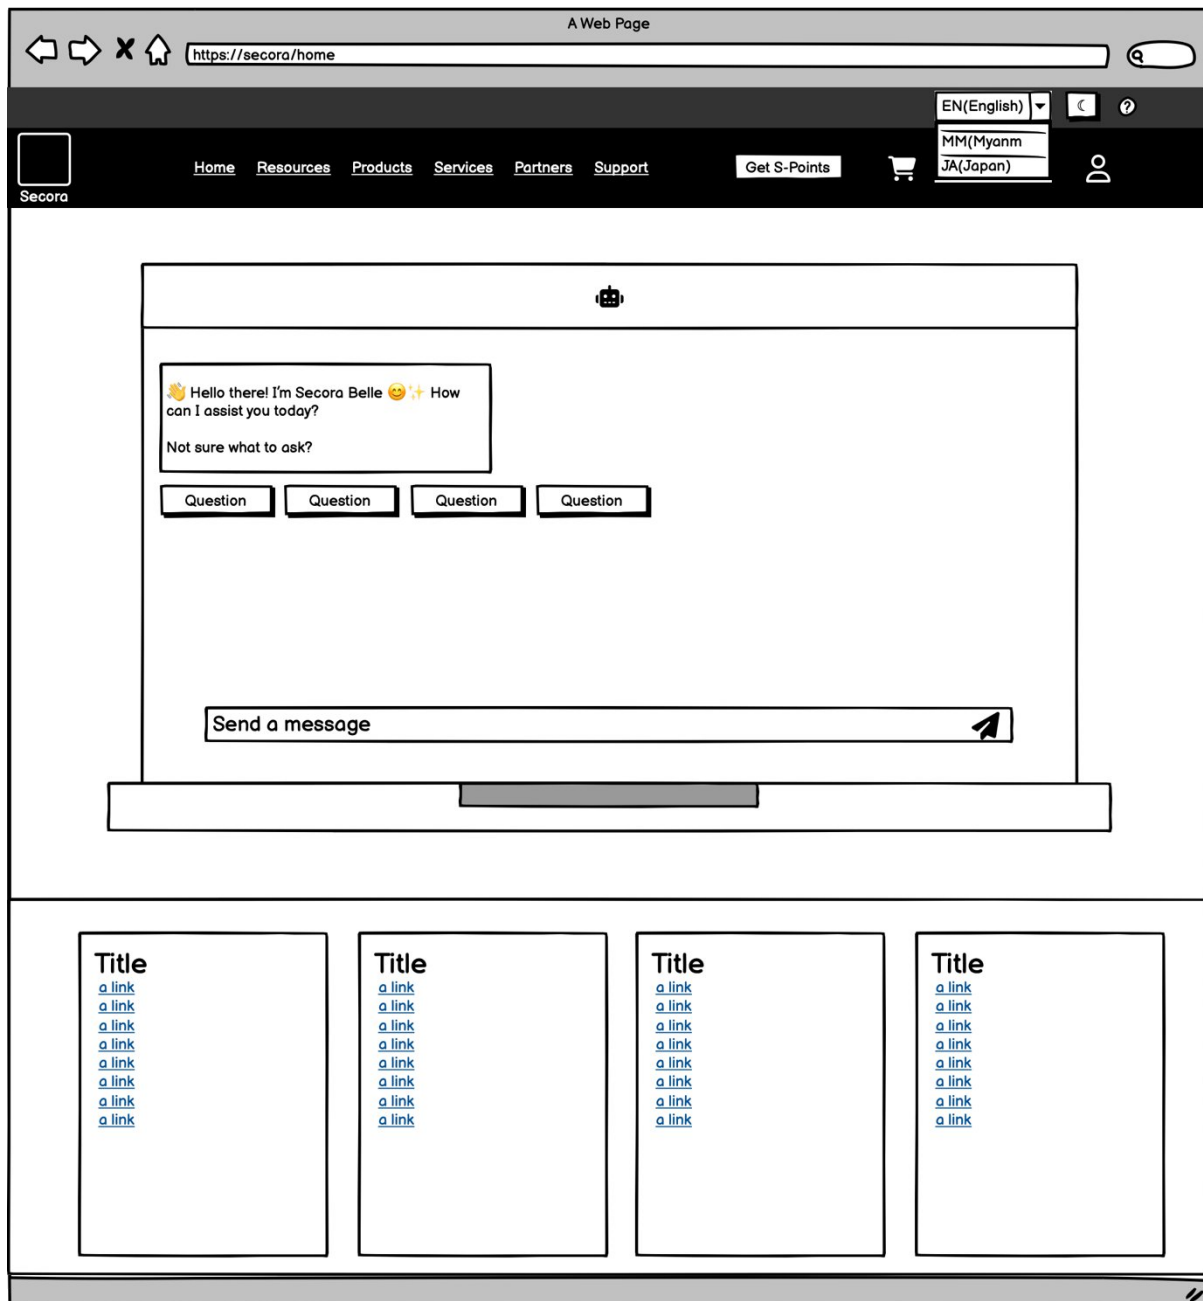 A Web Page
https://secora/home
EN(English)
MM(Myanm
JA(Japan)
Secora
Home Resources Products Services Partners Support Get S-Points
👋 Hello there! I'm Secora Belle 😊✨ How
can I assist you today?
Not sure what to ask?
Question Question Question Question
Send a message
Title
a link
a link
a link
a link
a link
a link
a link
a link
Title
a link
a link
a link
a link
a link
a link
a link
a link
Title
a link
a link
a link
a link
a link
a link
a link
a link
Title
a link
a link
a link
a link
a link
a link
a link
a link